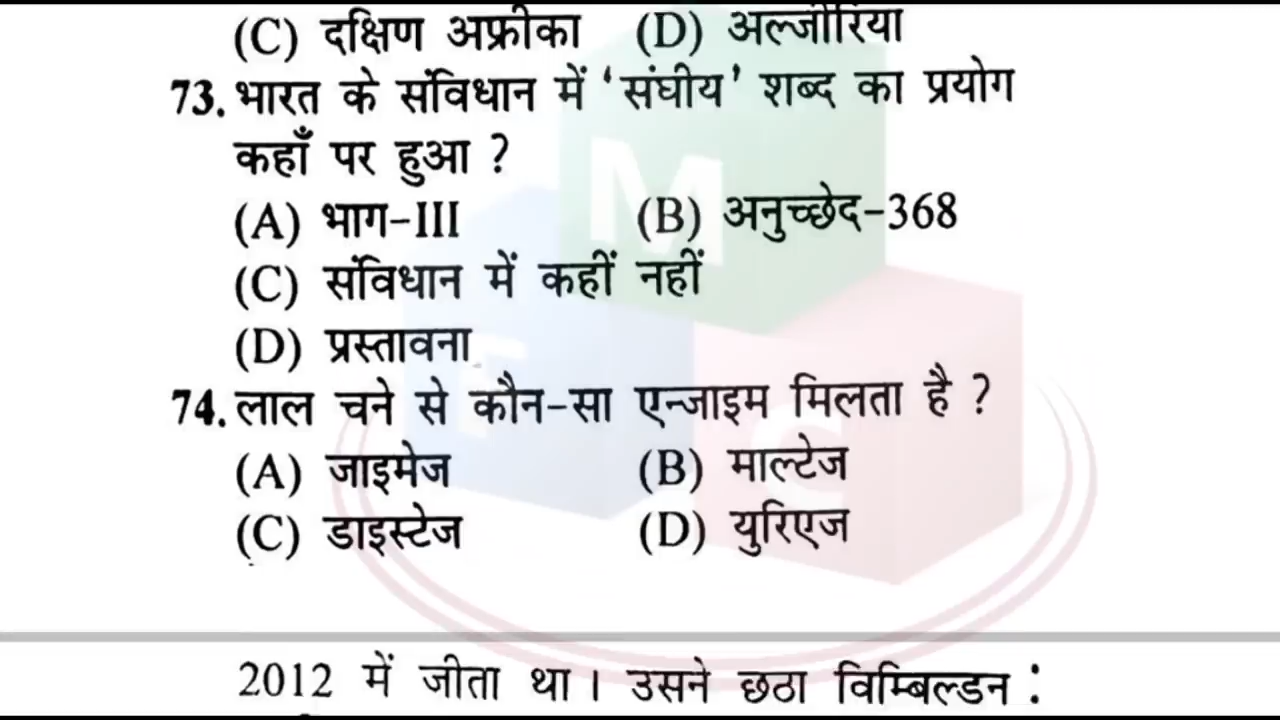 (C) दक्षिण अफ्रीका (D) अल्जीरिया
73. भारत के संविधान में ‘संघीय’ शब्द का प्रयोग
कहाँ पर हुआ ?
(A) भाग-III (B) अनुच्छेद-368
(C) संविधान में कहीं नहीं
(D) प्रस्तावना
74. लाल चने से कौन-सा एन्जाइम मिलता है ?
(A) जाइमेज (B) माल्टेज
(C) डाइस्टेज (D) युरिएज
2012 में जीता था। उसने छठा विम्बिल्डन :
M
F
C